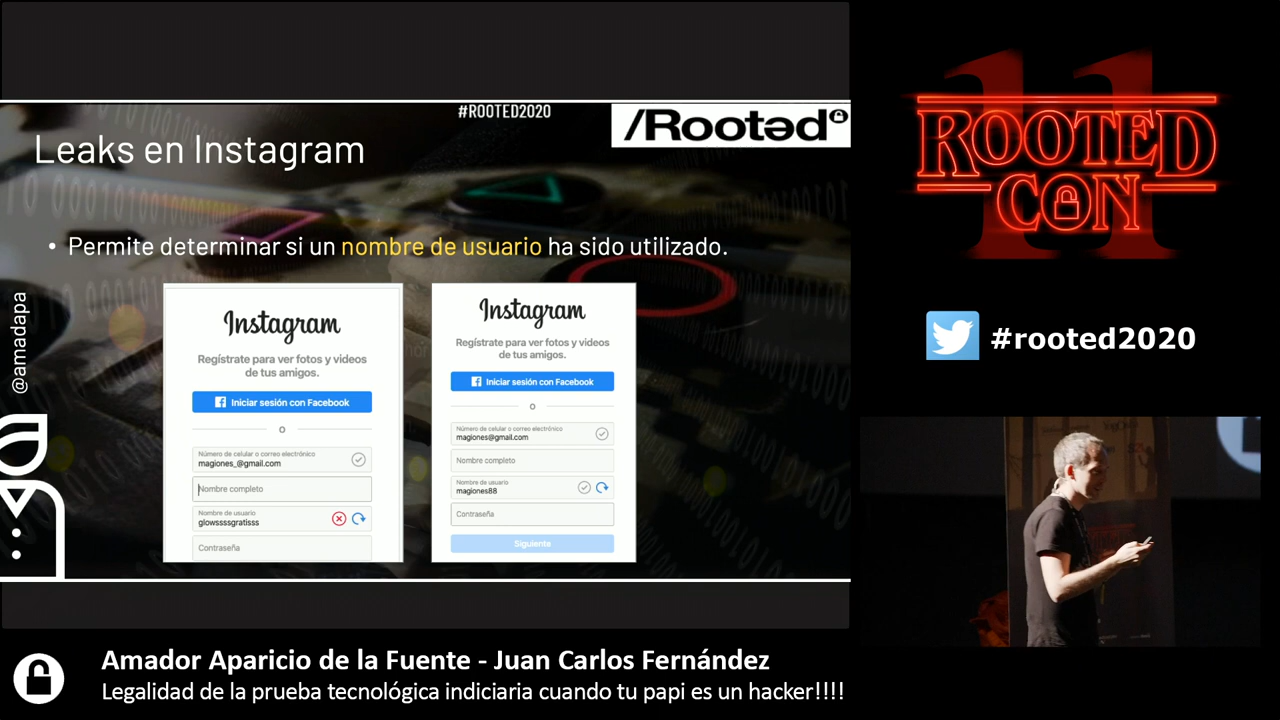 #ROOTED2020
/Rootəd
Leaks en Instagram
• Permite determinar si un nombre de usuario ha sido utilizado.
@amadapa
Instagram
Regístrate para ver fotos y videos
de tus amigos.
Iniciar sesión con Facebook
O
Número de celular o correo electrónico
magiones_@gmail.com
Nombre completo
Nombre de usuario
glowssssgratisss
Contraseña
Instagram
Regístrate para ver fotos y videos
de tus amigos.
Iniciar sesión con Facebook
O
Número de celular o correo electrónico
magiones@gmail.com
Nombre completo
Nombre de usuario
magiones88
Contraseña
Siguiente
11
ROOTED
CON
#rooted2020
Amador Aparicio de la Fuente - Juan Carlos Fernández
Legalidad de la prueba tecnológica indiciaria cuando tu papi es un hacker!!!!